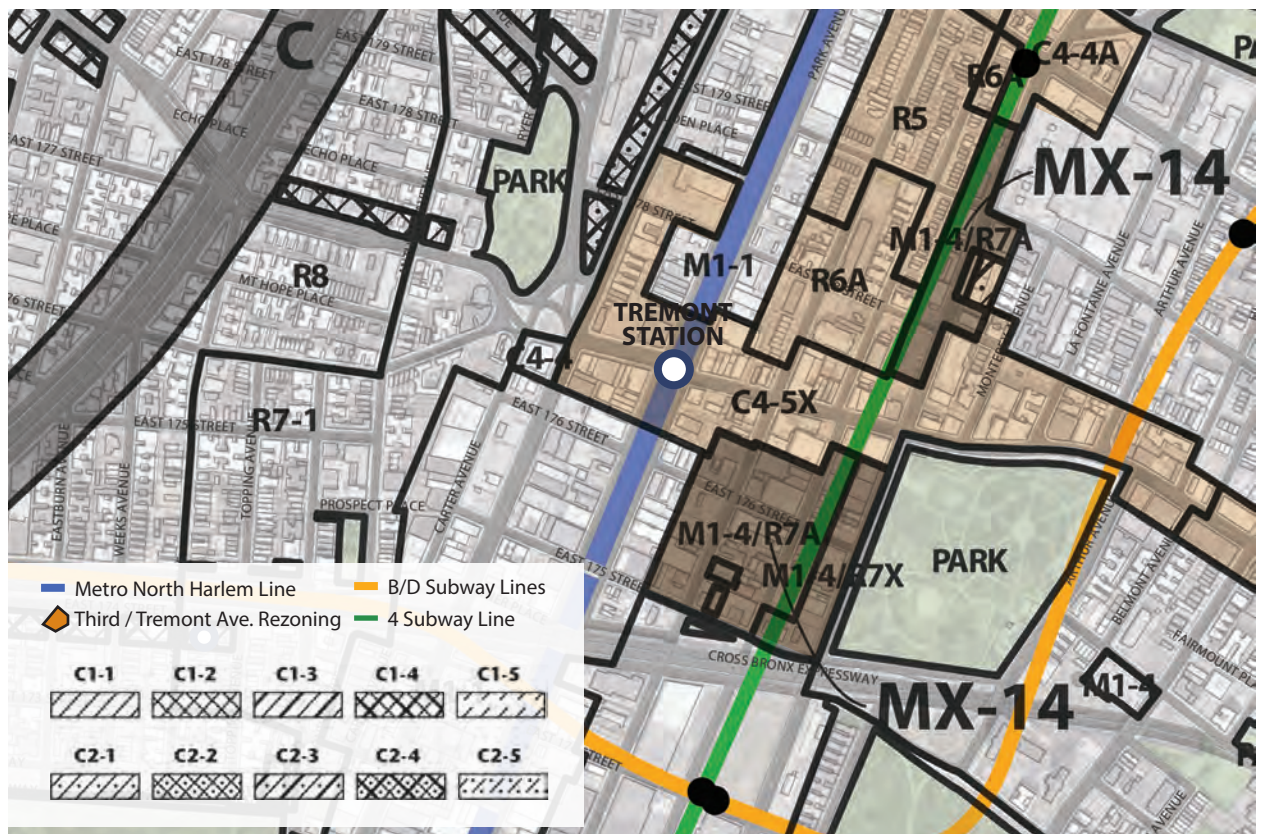 C
EAST 179 STREET
EAST 178 STREET
EAST 178 STREET
ECHO PLACE
ECHO PLACE
EAST 177 STREET
PARK AVENUE
PARK
R8
MT HOPE PLACE
R5
R6A
C4-4A
MX-14
M1-4/R7A
M1-1
R6A
TREMONT
STATION
C4-4
C4-5X
LA FONTAINE AVENUE
ARTHUR AVENUE
R7-1
EAST 175 STREET
EAST 176 STREET
EASTBURN AVENUE
WEEKS AVENUE
TOPPING AVENUE
CARTER AVENUE
PROSPECT PLACE
EAST 176 STREET
M1-4/R7A
M1-4/R7X
PARK
ARTHUR AVENUE
BELMONT AVENUE
FAIRMOUNT PL
EAST 175 STREE
CROSS BRONX EXPRESSWAY
M1-4
MX-14
Metro North Harlem Line
B/D Subway Lines
Third / Tremont Ave. Rezoning
4 Subway Line
C1-1 C1-2 C1-3 C1-4 C1-5
C2-1 C2-2 C2-3 C2-4 C2-5